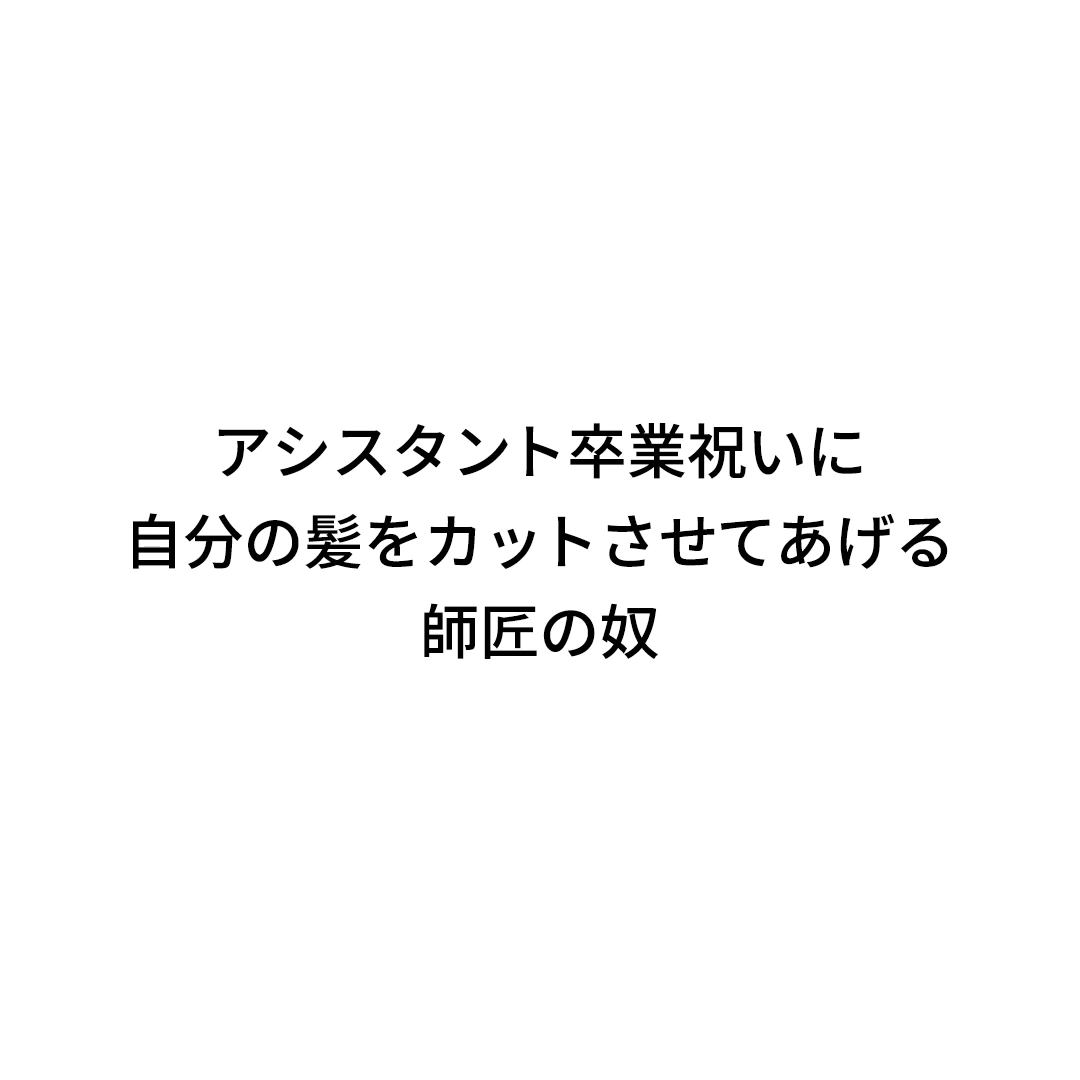 アシスタント卒業祝いに
自分の髪をカットさせてあげる
師匠の奴